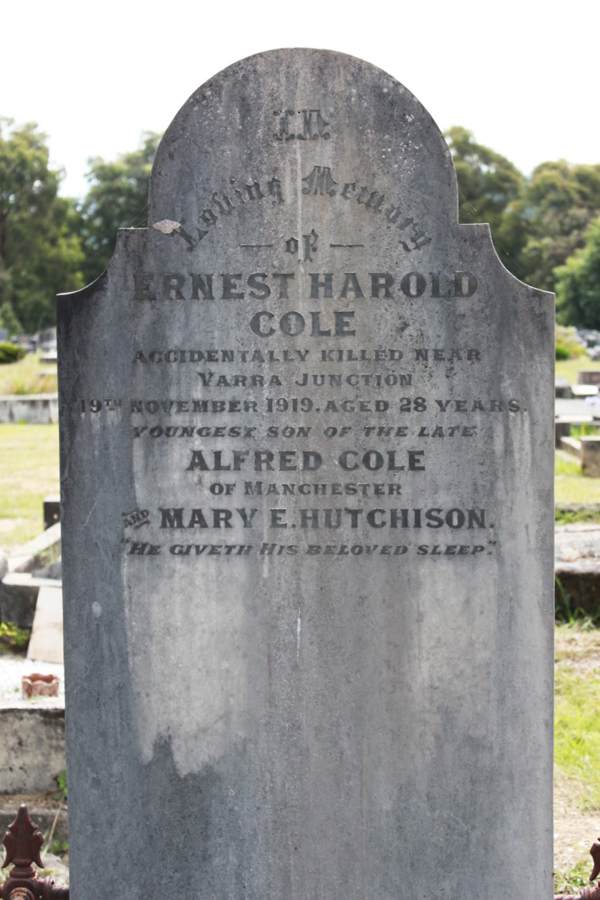 In
Loving Memory
of
ERNEST HAROLD
COLE
ACCIDENTALLY KILLED NEAR
YARRA JUNCTION
19TH NOVEMBER 1919. AGED 28 YEARS.
YOUNGEST SON OF THE LATE
ALFRED COLE
OF MANCHESTER
AND MARY E. HUTCHISON.
"HE GIVETH HIS BELOVED SLEEP."